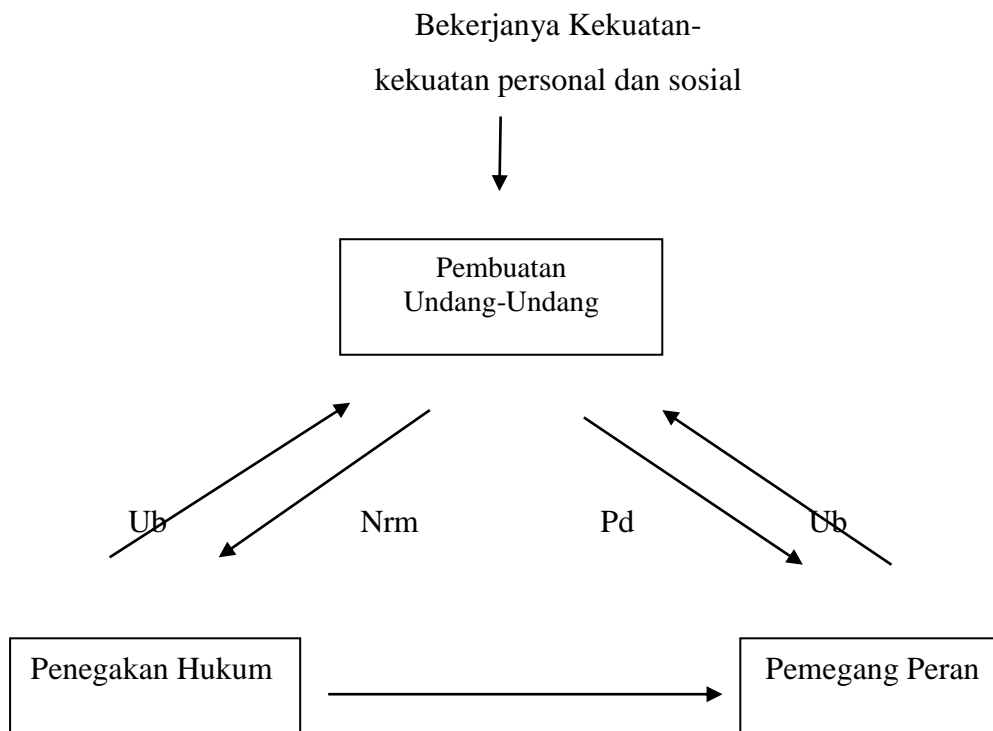 Bekerjanya Kekuatan-
kekuatan personal dan sosial
Pembuatan
Undang-Undang
Ub
Nrm
Pd
Ub
Penegakan Hukum
Pemegang Peran